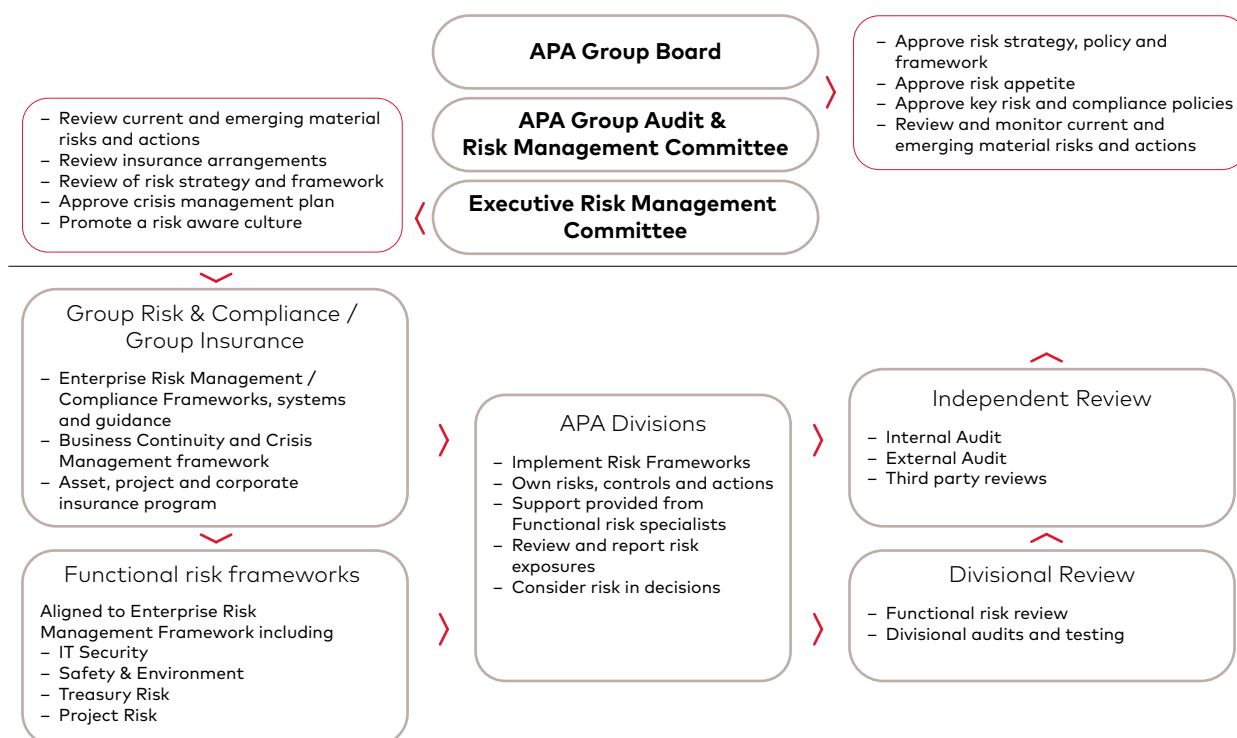 APA Group Board
APA Group Audit &
Risk Management Committee
Executive Risk Management
Committee
– Approve risk strategy, policy and
framework
– Approve risk appetite
– Approve key risk and compliance policies
– Review and monitor current and
emerging material risks and actions
– Review current and emerging material
risks and actions
– Review insurance arrangements
– Review of risk strategy and framework
– Approve crisis management plan
– Promote a risk aware culture
Group Risk & Compliance /
Group Insurance
– Enterprise Risk Management /
Compliance Frameworks, systems
and guidance
– Business Continuity and Crisis
Management framework
– Asset, project and corporate
insurance program
Functional risk frameworks
Aligned to Enterprise Risk
Management Framework including
– IT Security
– Safety & Environment
– Treasury Risk
– Project Risk
APA Divisions
– Implement Risk Frameworks
– Own risks, controls and actions
– Support provided from
Functional risk specialists
– Review and report risk
exposures
– Consider risk in decisions
Independent Review
– Internal Audit
– External Audit
– Third party reviews
Divisional Review
– Functional risk review
– Divisional audits and testing